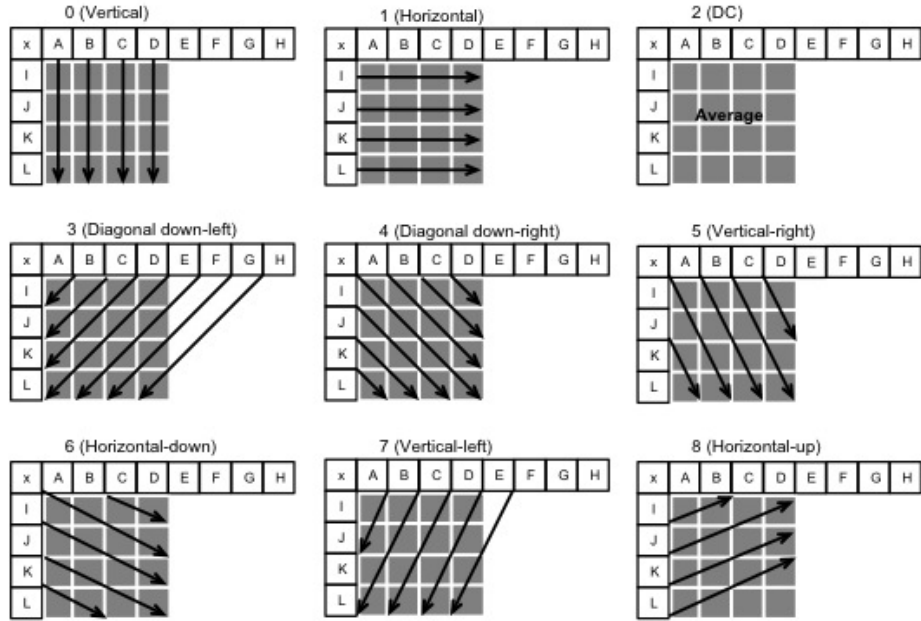 0 (Vertical)
x A B C D E F G H
I
J
K
L
1 (Horizontal)
x A B C D E F G H
I
J
K
L
2 (DC)
x A B C D E F G H
I
J
K
L
Average
3 (Diagonal down-left)
x A B C D E F G H
I
J
K
L
4 (Diagonal down-right)
x A B C D E F G H
I
J
K
L
5 (Vertical-right)
x A B C D E F G H
I
J
K
L
6 (Horizontal-down)
x A B C D E F G H
I
J
K
L
7 (Vertical-left)
x A B C D E F G H
I
J
K
L
8 (Horizontal-up)
x A B C D E F G H
I
J
K
L